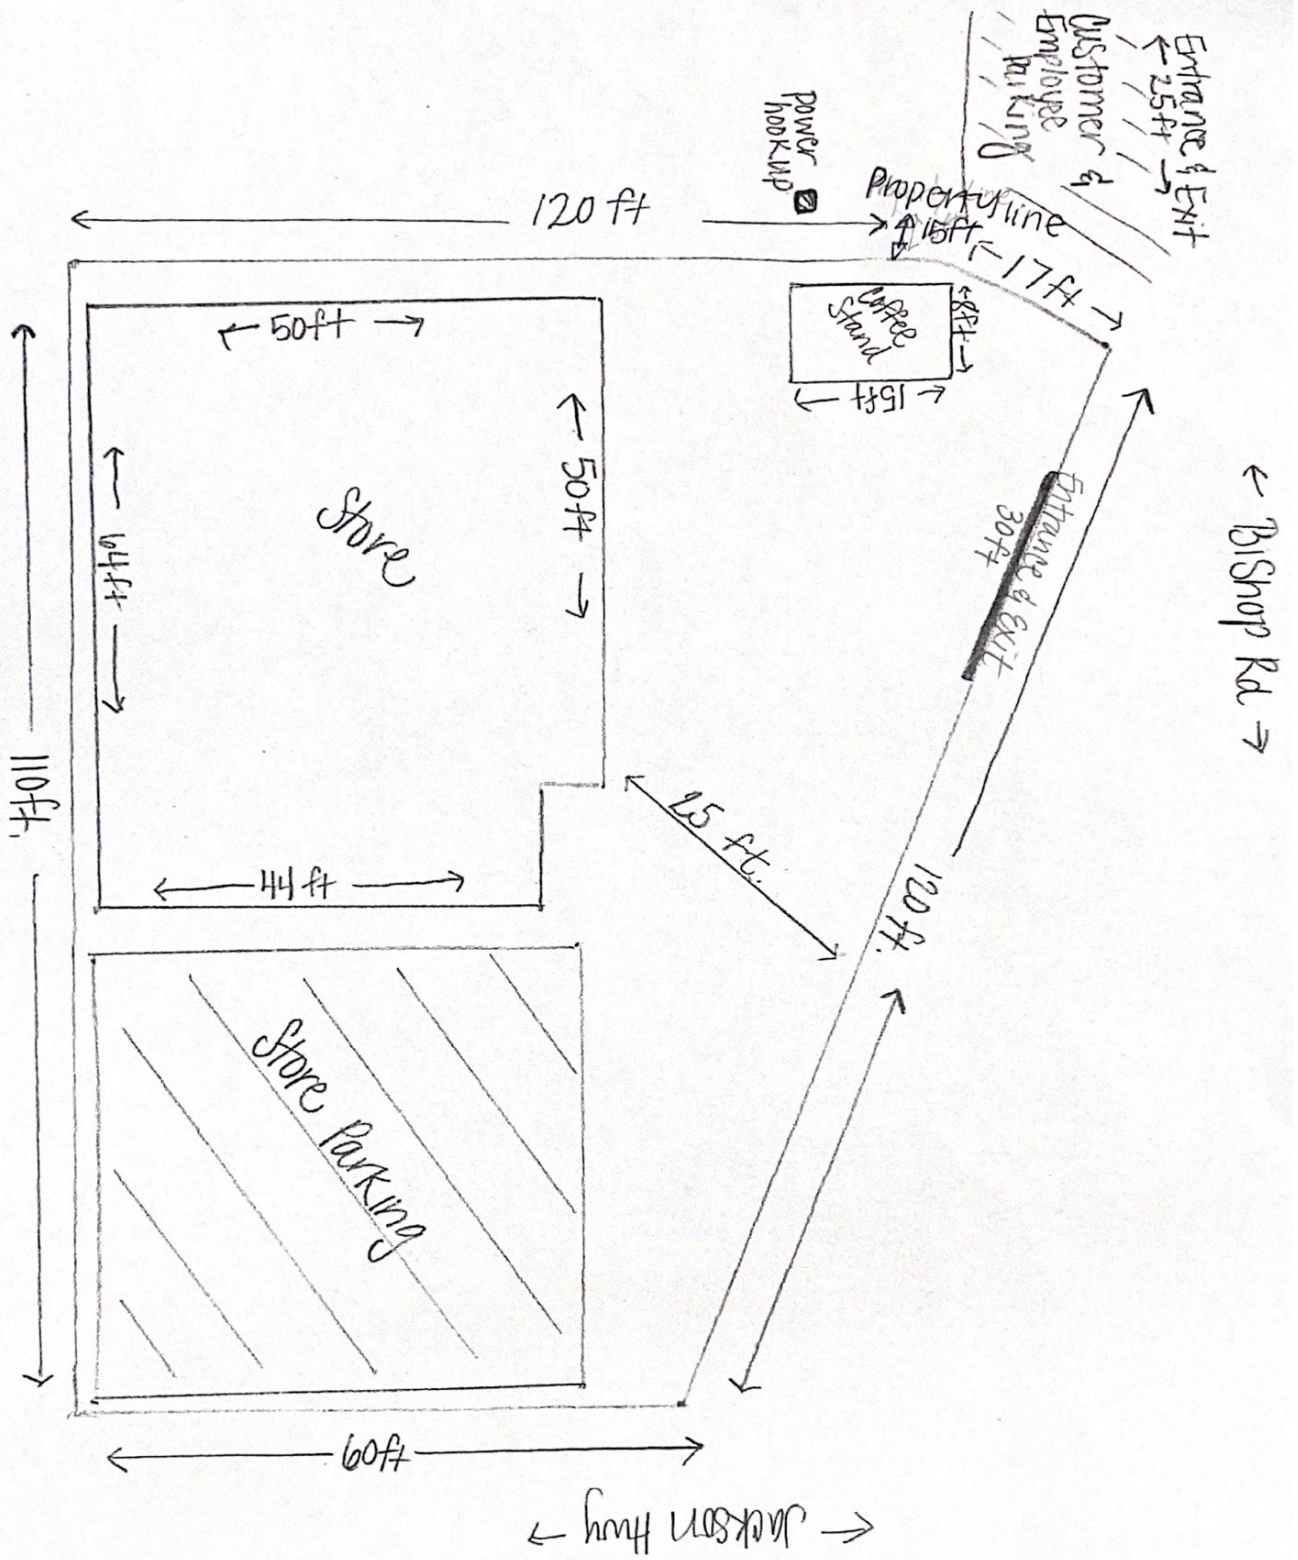 Entrance & Exit
← 25ft →
Customer &
Employee
Parking
power
hookup
Property line
15ft
120 ft
17ft
Coffee
Stand
8ft
15ft
50ft
50ft
Store
64ft
44 ft
110ft.
Entrance & Exit
30ft
← BiShop Rd →
25 ft.
120 ft.
Store Parking
60ft
← Jackson Hwy →